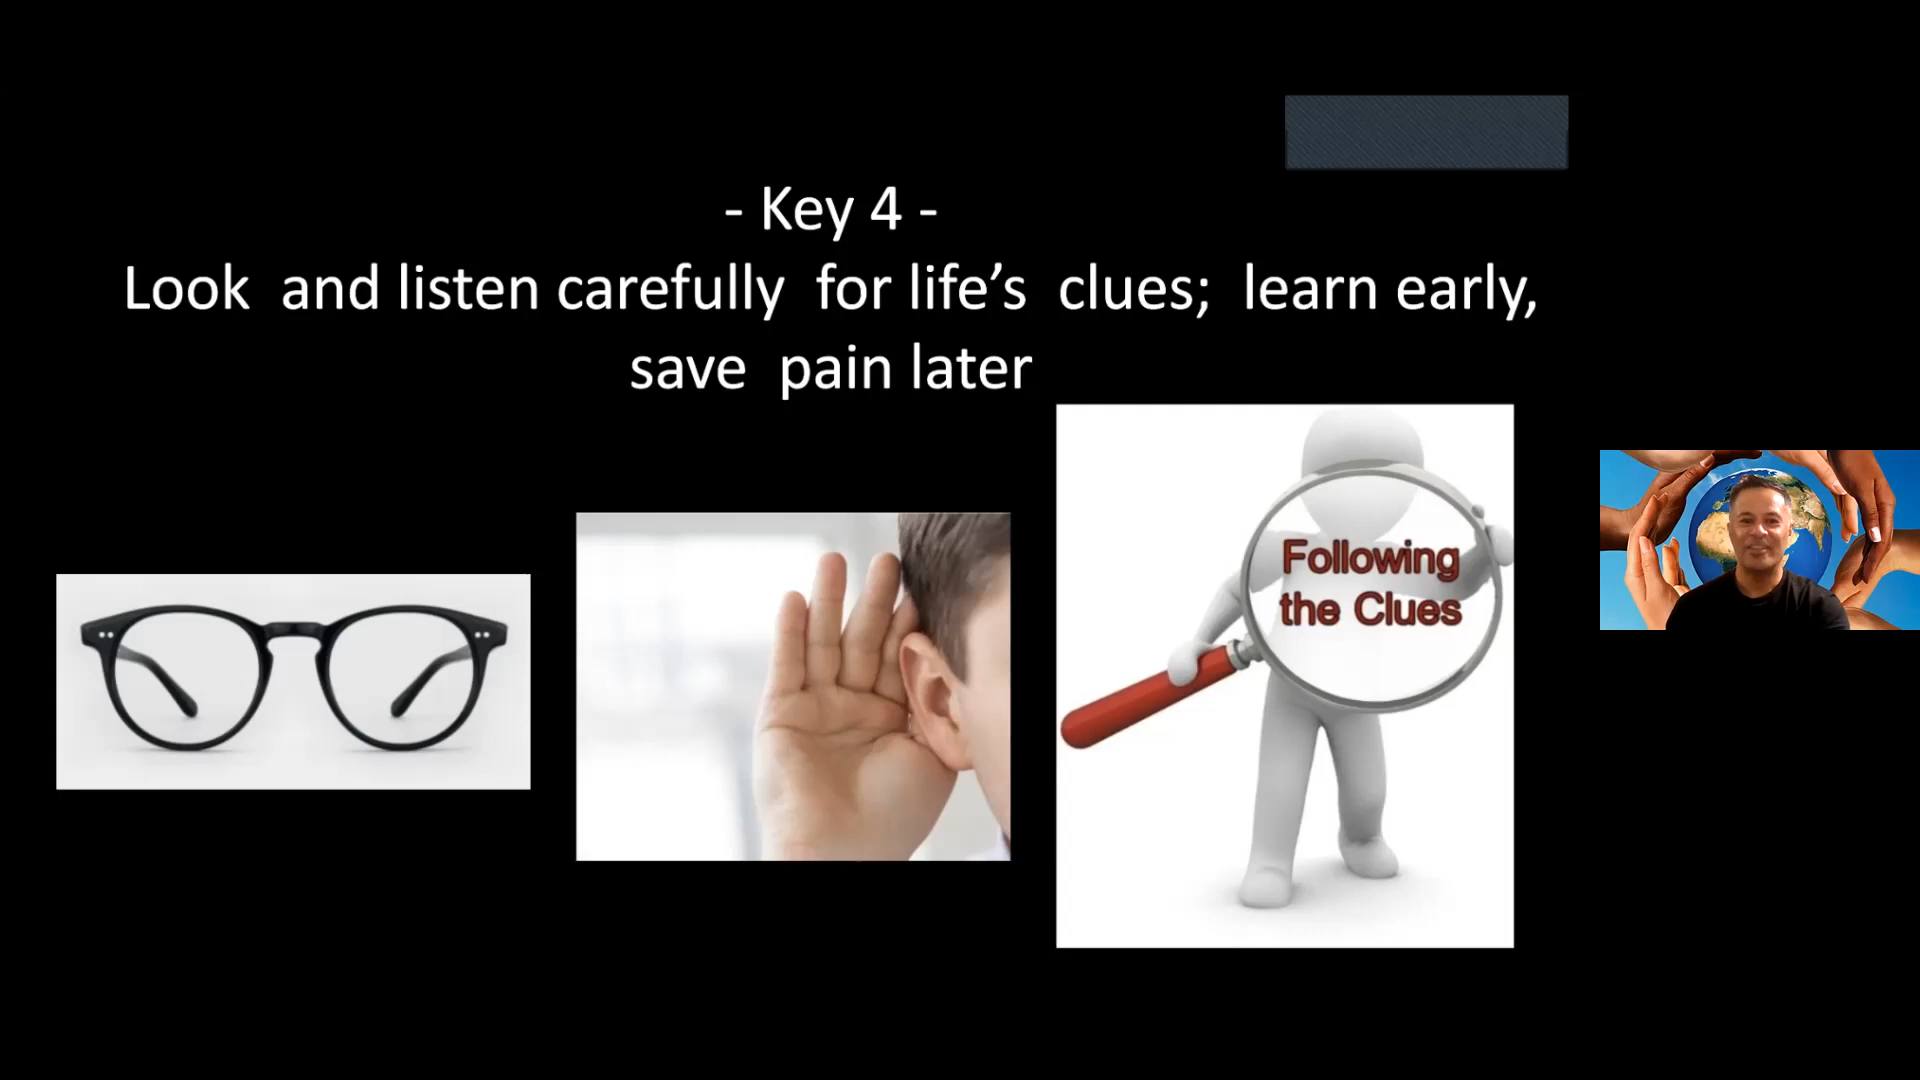 - Key 4 -
Look and listen carefully for life’s clues; learn early,
save pain later
Following
the Clues